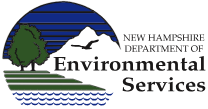 NEW HAMPSHIRE
DEPARTMENT OF
Environmental
Services